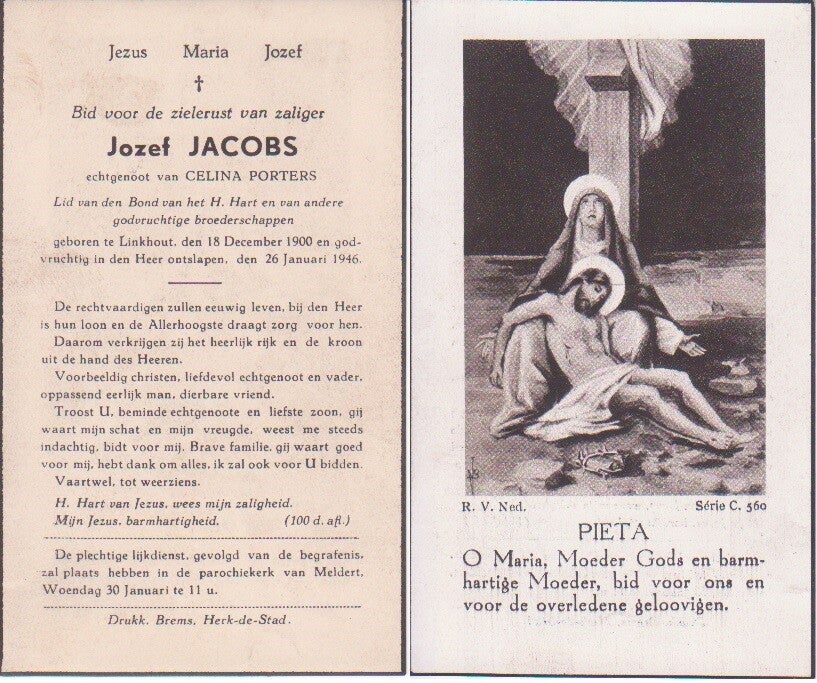 Jezus Maria Jozef
†
Bid voor de zielerust van zaliger
Jozef JACOBS
echtgenoot van CELINA PORTERS
Lid van den Bond van het H. Hart en van andere
godvruchtige broederschappen
geboren te Linkhout, den 18 December 1900 en god-
vruchtig in den Heer ontslapen, den 26 Januari 1946.
De rechtvaardigen zullen eeuwig leven, bij den Heer
is hun loon en de Allerhoogste draagt zorg voor hen.
Daarom verkrijgen zij het heerlijk rijk en de kroon
uit de hand des Heeren.
Voorbeeldig christen, liefdevol echtgenoot en vader,
oppassend eerlijk man, dierbare vriend.
Troost U, beminde echtgenoote en liefste zoon, gij
waart mijn schat en mijn vreugde, weest me steeds
indachtig, bidt voor mij. Brave familie, gij waart goed
voor mij, hebt dank om alles, ik zal ook voor U bidden.
Vaartwel, tot weerziens.
H. Hart van Jezus, wees mijn zaligheid.
Mijn Jezus, barmhartigheid. (100 d. afl.)
De plechtige lijkdienst, gevolgd van de begrafenis,
zal plaats hebben in de parochiekerk van Meldert,
Woendag 30 Januari te 11 u.
Drukk. Brems, Herk-de-Stad.
R. V. Ned. Série C. 560
PIETA
O Maria, Moeder Gods en barm-
hartige Moeder, bid voor ons en
voor de overledene geloovigen.